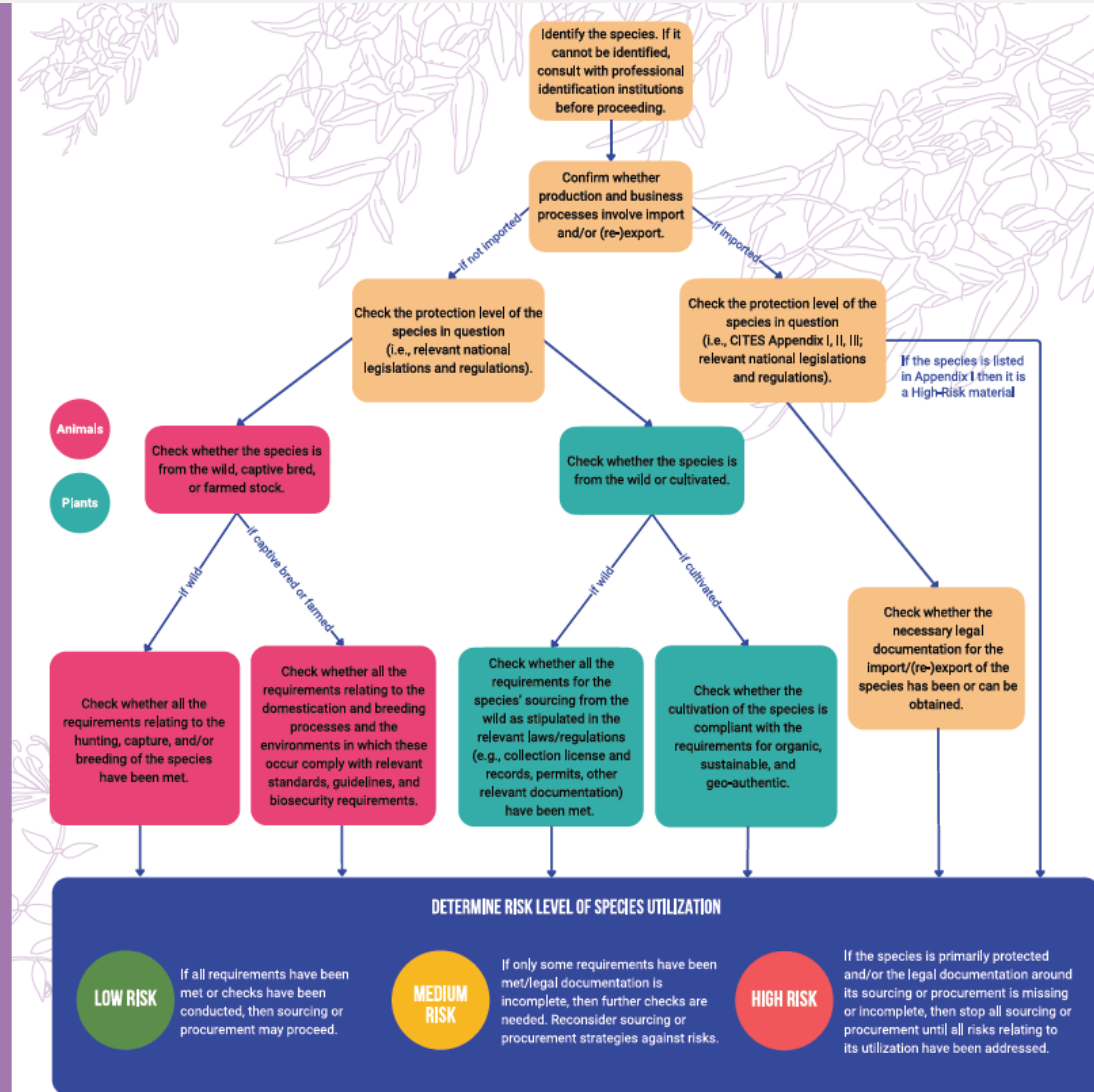 Identify the species. If it
cannot be identified,
consult with professional
identification institutions
before proceeding.
Confirm whether
production and business
processes involve import
and/or (re-)export.
if not imported
if imported
Check the protection level of the
species in question
(i.e., relevant national
legislations and regulations).
Check the protection level of the
species in question
(i.e., CITES Appendix I, II, III;
relevant national legislations
and regulations).
If the species is listed
in Appendix I then it is
a High-Risk material
Animals
Plants
Check whether the species is
from the wild, captive bred,
or farmed stock.
Check whether the species is
from the wild or cultivated.
if wild
if captive bred or farmed
if wild
if cultivated
Check whether the
necessary legal
documentation for the
import/(re-)export of the
species has been or can be
obtained.
Check whether all the
requirements relating to the
hunting, capture, and/or
breeding of the species
have been met.
Check whether all the
requirements relating to the
domestication and breeding
processes and the
environments in which these
occur comply with relevant
standards, guidelines, and
biosecurity requirements.
Check whether all the
requirements for the
species' sourcing from the
wild as stipulated in the
relevant laws/regulations
(e.g., collection license and
records, permits, other
relevant documentation)
have been met.
Check whether the
cultivation of the species is
compliant with the
requirements for organic,
sustainable, and
geo-authentic.
DETERMINE RISK LEVEL OF SPECIES UTILIZATION
LOW RISK
If all requirements have been
met or checks have been
conducted, then sourcing or
procurement may proceed.
MEDIUM
RISK
If only some requirements have been
met/legal documentation is
incomplete, then further checks are
needed. Reconsider sourcing or
procurement strategies against risks.
HIGH RISK
If the species is primarily protected
and/or the legal documentation around
its sourcing or procurement is missing
or incomplete, then stop all sourcing or
procurement until all risks relating to
its utilization have been addressed.